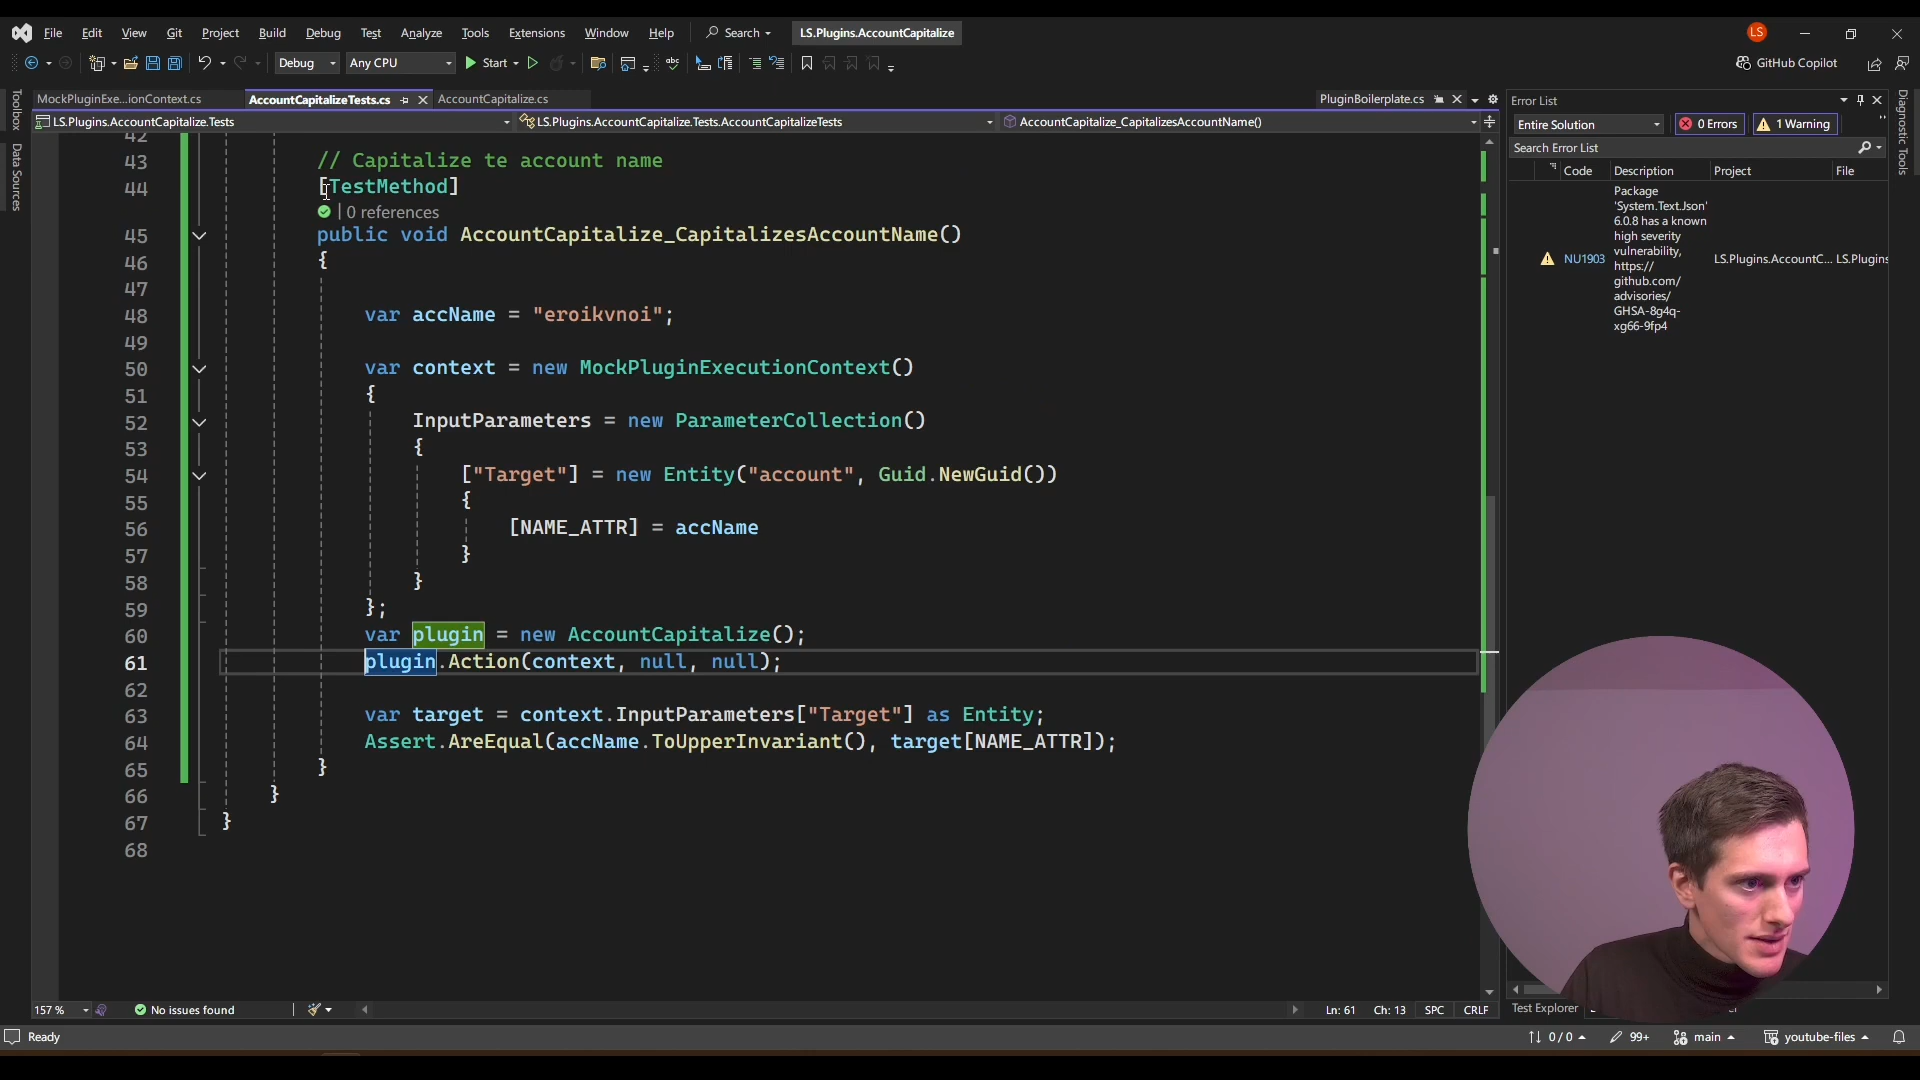 File Edit View Git Project Build Debug Test Analyze Tools Extensions Window Help Search LS.Plugins.AccountCapitalize LS
Debug Any CPU Start GitHub Copilot
MockPluginExe...ionContext.cs AccountCapitalizeTests.cs AccountCapitalize.cs PluginBoilerplate.cs
LS.Plugins.AccountCapitalize.Tests LS.Plugins.AccountCapitalize.Tests.AccountCapitalizeTests AccountCapitalize_CapitalizesAccountName()
Toolbox
Data Sources
42
43 // Capitalize te account name
44 [TestMethod]
0 references
45 public void AccountCapitalize_CapitalizesAccountName()
46 {
47
48 var accName = "eroikvnoi";
49
50 var context = new MockPluginExecutionContext()
51 {
52 InputParameters = new ParameterCollection()
53 {
54 ["Target"] = new Entity("account", Guid.NewGuid())
55 {
56 [NAME_ATTR] = accName
57 }
58 }
59 };
60 var plugin = new AccountCapitalize();
61 plugin.Action(context, null, null);
62
63 var target = context.InputParameters["Target"] as Entity;
64 Assert.AreEqual(accName.ToUpperInvariant(), target[NAME_ATTR]);
65 }
66 }
67 }
68
157 % No issues found Ln: 61 Ch: 13 SPC CRLF
Error List
Entire Solution 0 Errors 1 Warning
Search Error List
Code Description Project File
Package
'System.Text.Json'
6.0.8 has a known
high severity
vulnerability,
NU1903 https:// LS.Plugins.AccountC... LS.Plugins
github.com/
advisories/
GHSA-8g4q-
xg66-9fp4
Test Explorer
Diagnostic Tools
Ready 0 / 0 99+ main youtube-files